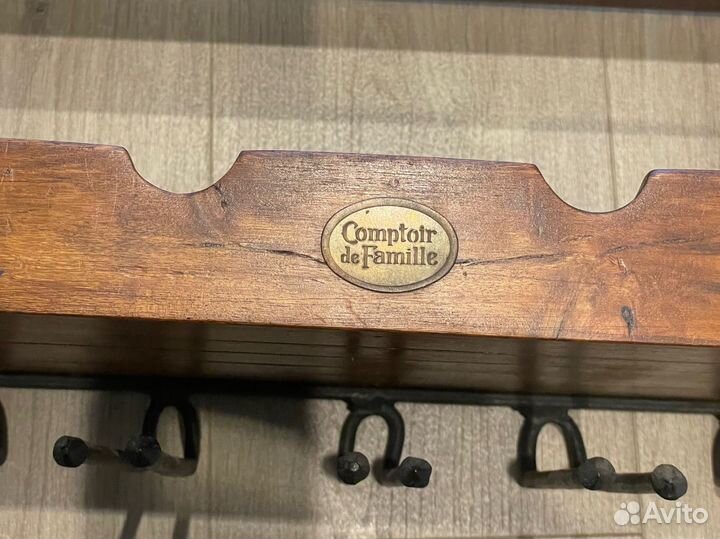 Comptoir
de Famille
Avito